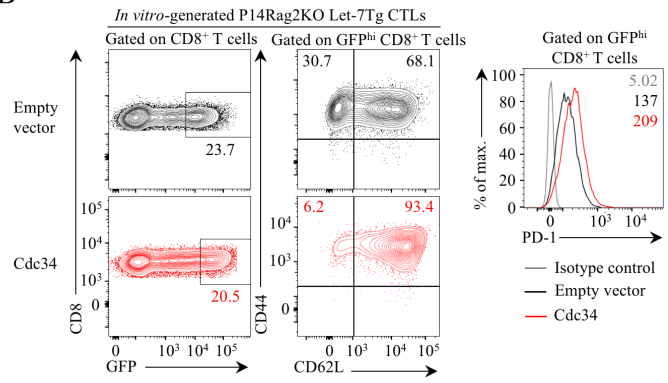 In vitro-generated P14Rag2KO Let-7Tg CTLs
Gated on CD8⁺ T cells
Gated on GFPʰⁱ CD8⁺ T cells
Empty vector
23.7
30.7 68.1
Cdc34
10⁵
10⁴
10³
0
CD8
20.5
0 10³ 10⁴ 10⁵
GFP
6.2 93.4
10⁴
10³
0
CD44
0 10³ 10⁴ 10⁵
CD62L
Gated on GFPʰⁱ
CD8⁺ T cells
100
80
60
40
20
0
% of max.
5.02
137
209
0 10³ 10⁴
PD-1
Isotype control
Empty vector
Cdc34